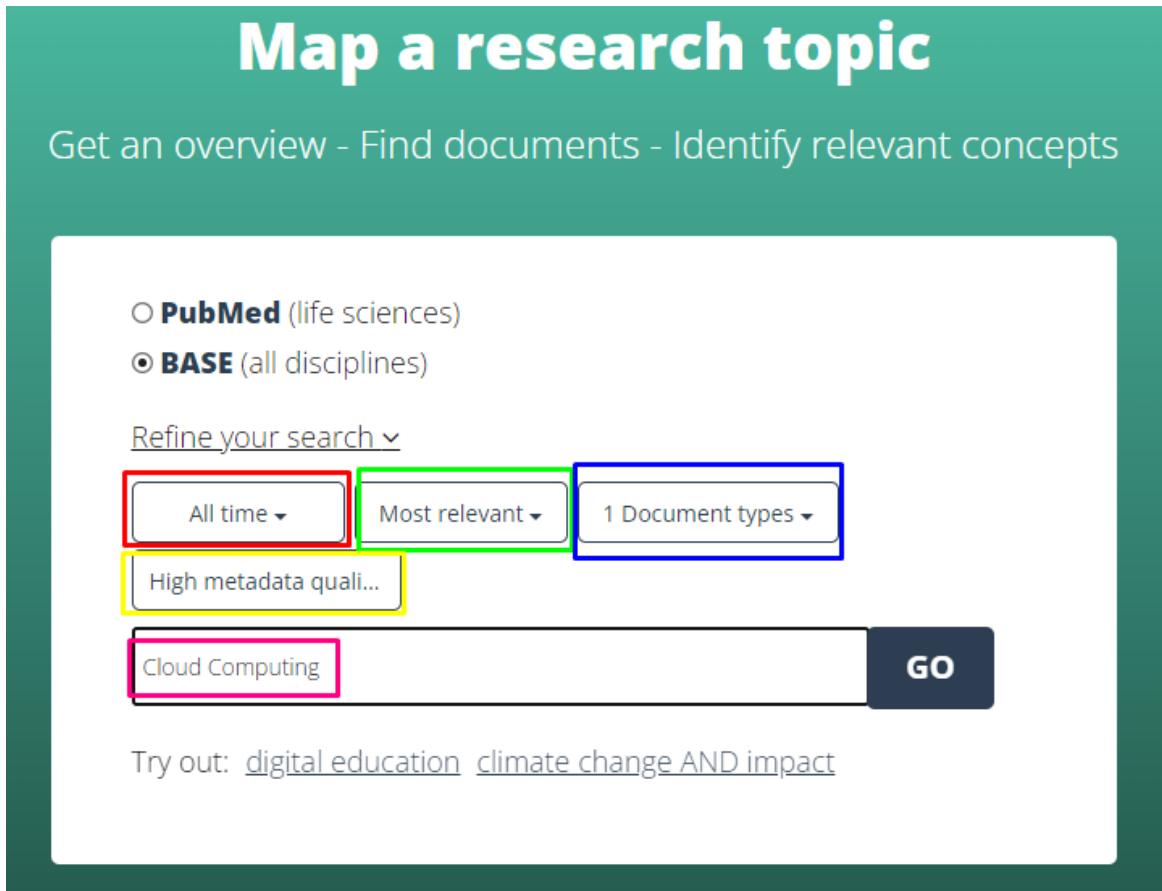 Map a research topic
Get an overview - Find documents - Identify relevant concepts
PubMed (life sciences)
BASE (all disciplines)
Refine your search
All time Most relevant 1 Document types
High metadata quali...
Cloud Computing GO
Try out: digital education climate change AND impact